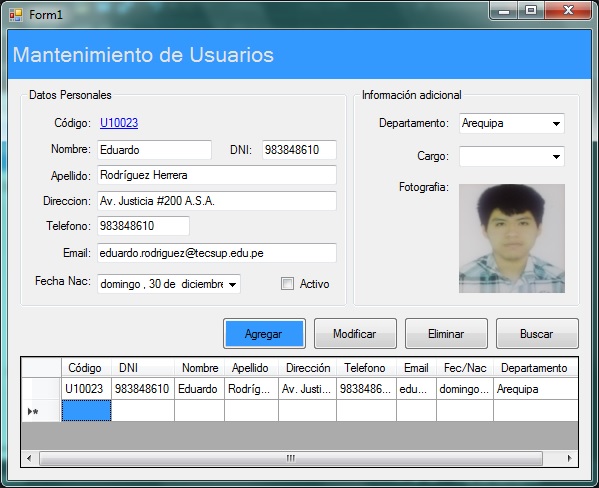 Form1
Mantenimiento de Usuarios
Datos Personales
Código: U10023
Nombre: Eduardo DNI: 983848610
Apellido: Rodríguez Herrera
Direccion: Av. Justicia #200 A.S.A.
Telefono: 983848610
Email: eduardo.rodriguez@tecsup.edu.pe
Fecha Nac: domingo , 30 de diciembre Activo
Información adicional
Departamento: Arequipa
Cargo:
Fotografia:
Agregar Modificar Eliminar Buscar
Código DNI Nombre Apellido Dirección Telefono Email Fec/Nac Departamento
U10023 983848610 Eduardo Rodríg... Av. Justi... 9838486... edu... domingo... Arequipa